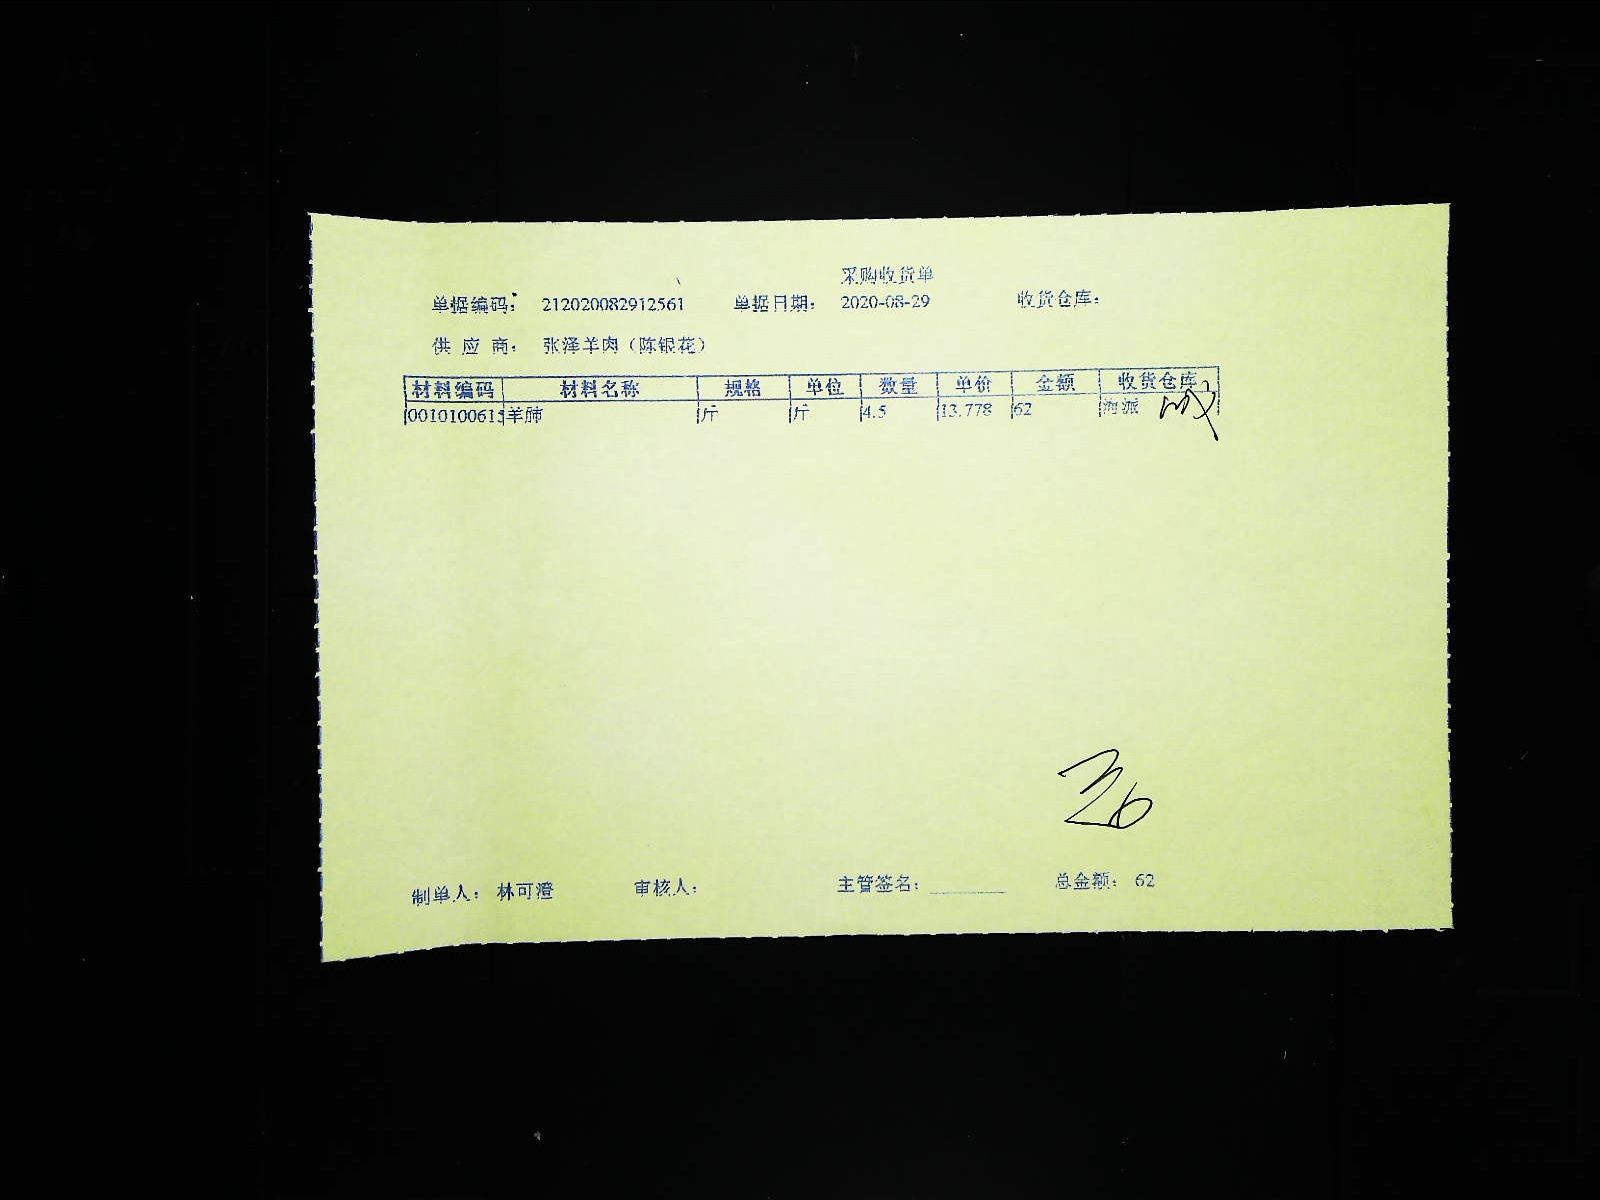 采购收货单
单据编码： 212020082912561 单据日期： 2020-08-29 收货仓库：
供 应 商： 张泽羊肉（陈银花）
材料编码 材料名称 规格 单位 数量 单价 金额 收货仓库
0010100615 羊肺 斤 斤 4.5 13.778 62 海派
制单人： 林可澄 审核人： 主管签名： 总金额： 62